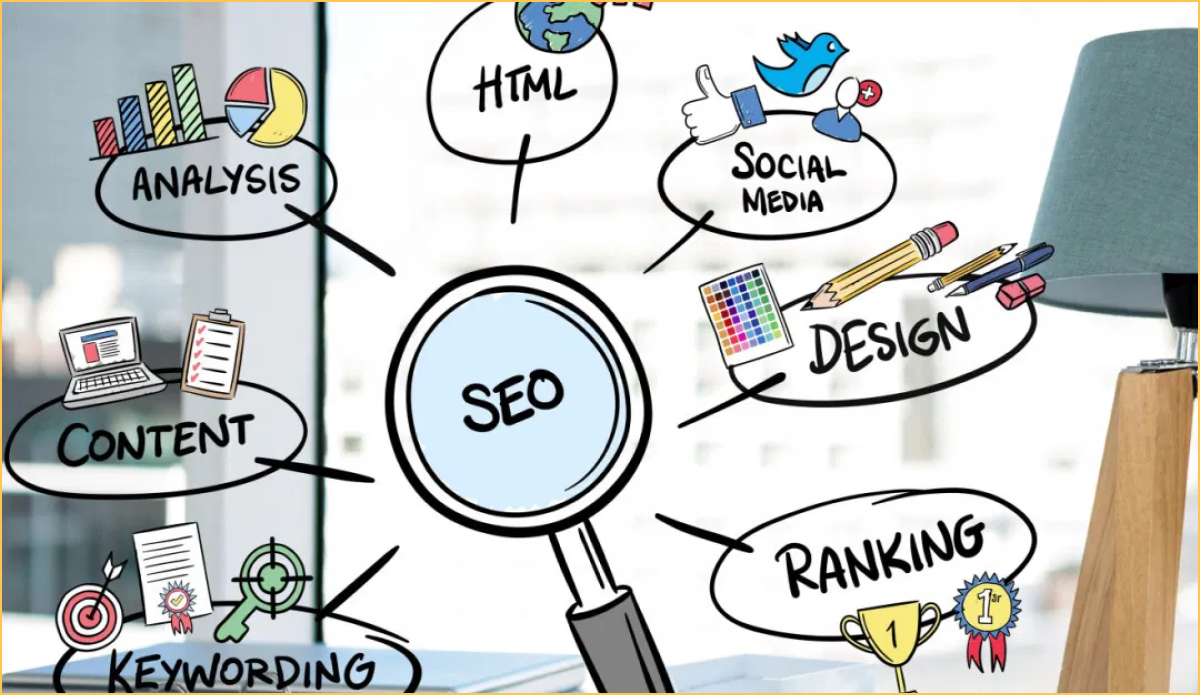 HTML
SOCIAL
MEDIA
ANALYSIS
DESIGN
SEO
CONTENT
RANKING
1
1ST
KEYWORDING